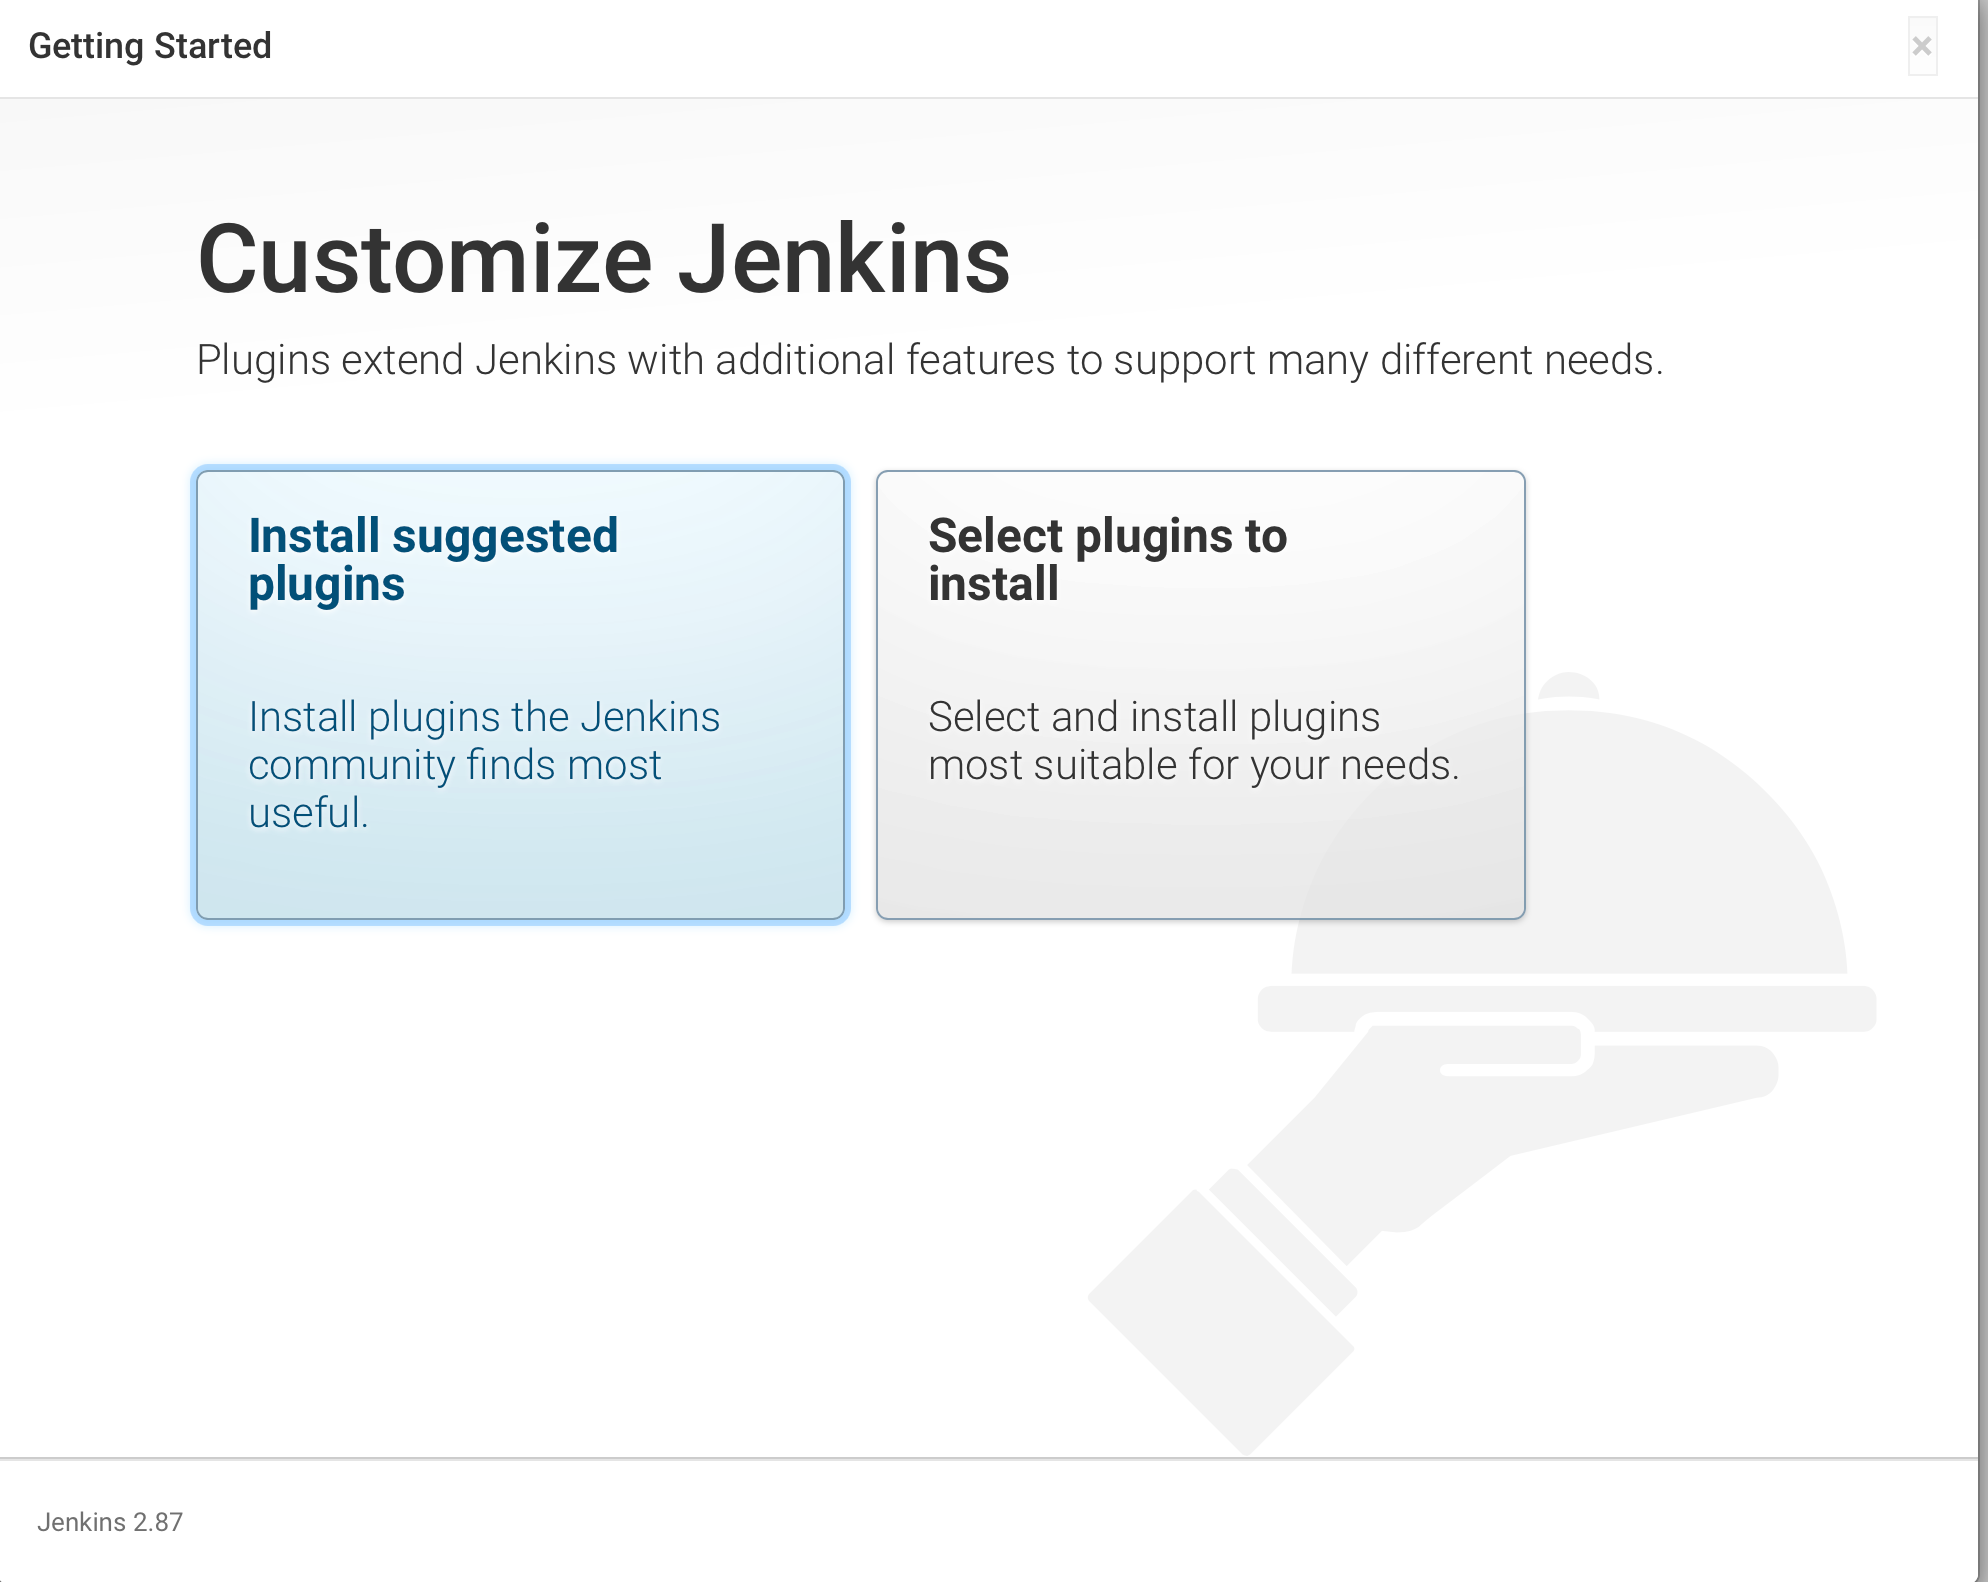 Getting Started
×
Customize Jenkins
Plugins extend Jenkins with additional features to support many different needs.
Install suggested
plugins
Install plugins the Jenkins
community finds most
useful.
Select plugins to
install
Select and install plugins
most suitable for your needs.
Jenkins 2.87